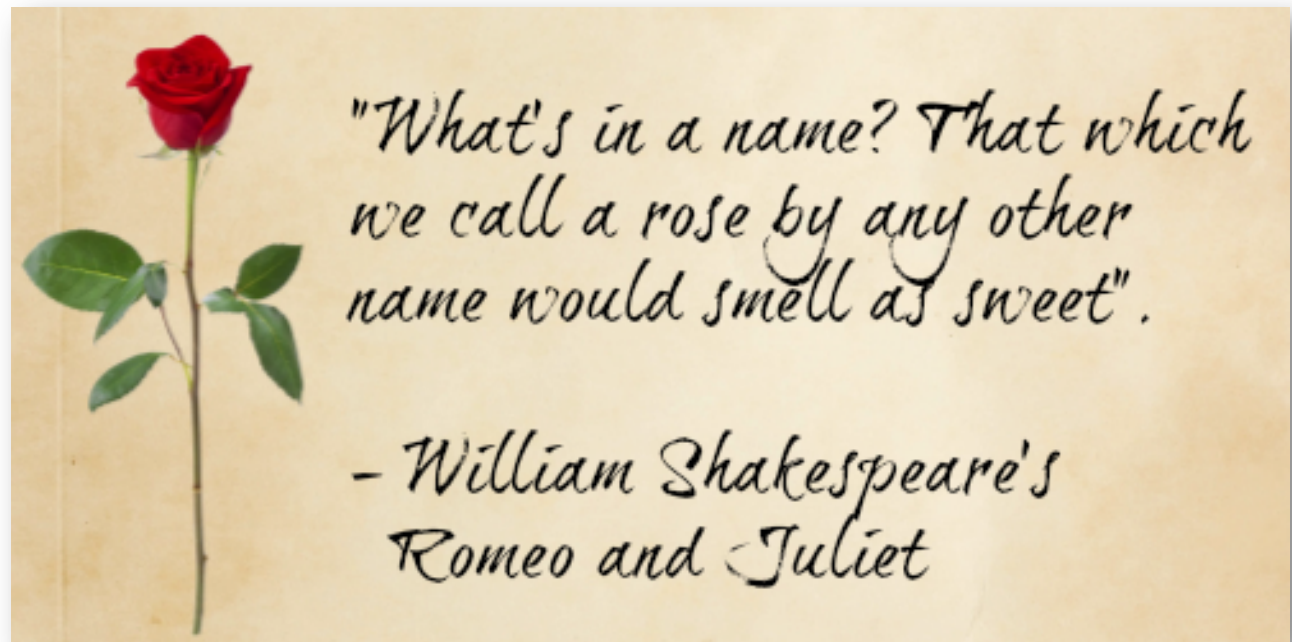 "What's in a name? That which
we call a rose by any other
name would smell as sweet".
- William Shakespeare's
Romeo and Juliet